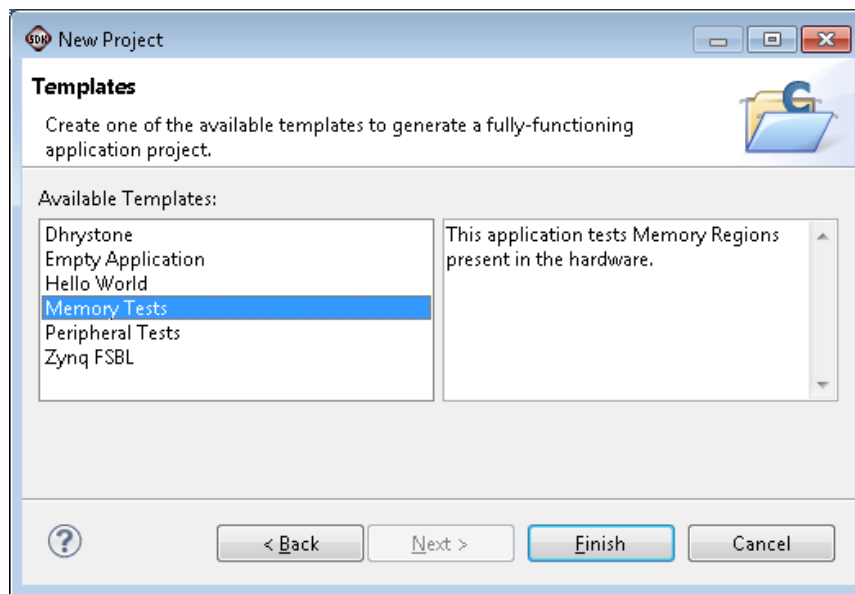 SDK New Project
Templates
Create one of the available templates to generate a fully-functioning
application project.
C
Available Templates:
Dhrystone
Empty Application
Hello World
Memory Tests
Peripheral Tests
Zynq FSBL
This application tests Memory Regions
present in the hardware.
?
< Back
Next >
Finish
Cancel